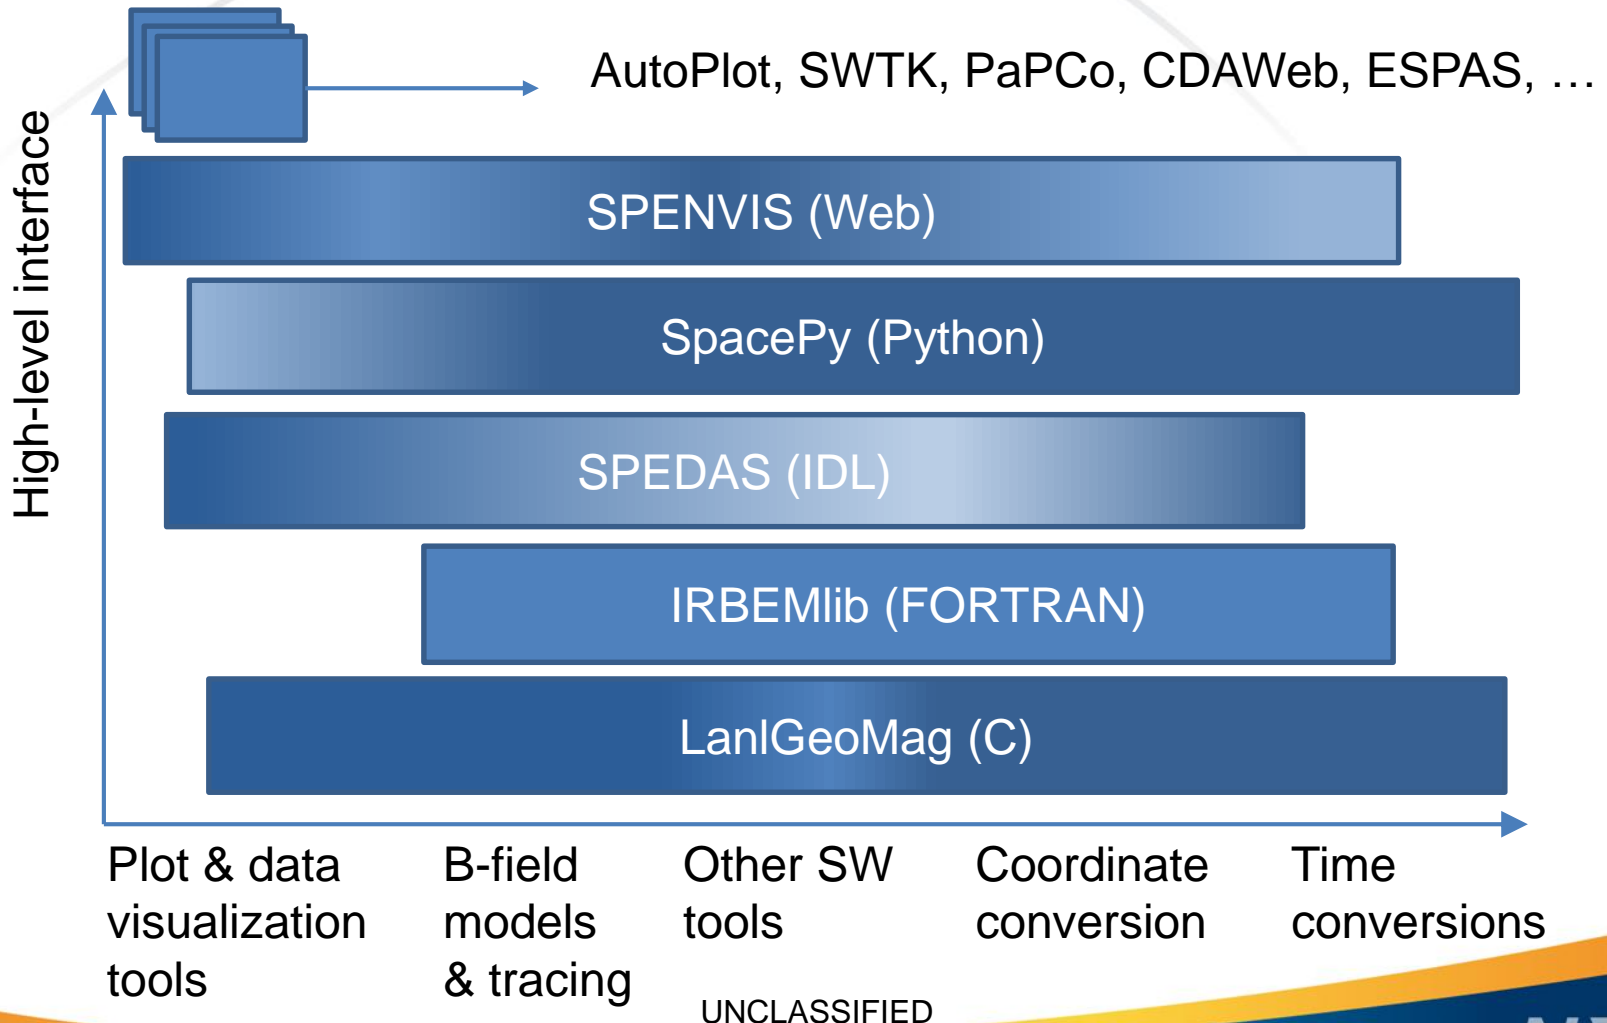 AutoPlot, SWTK, PaPCo, CDAWeb, ESPAS, …
High-level interface
SPENVIS (Web)
SpacePy (Python)
SPEDAS (IDL)
IRBEMlib (FORTRAN)
LanlGeoMag (C)
Plot & data
visualization
tools
B-field
models
& tracing
Other SW
tools
Coordinate
conversion
Time
conversions
UNCLASSIFIED